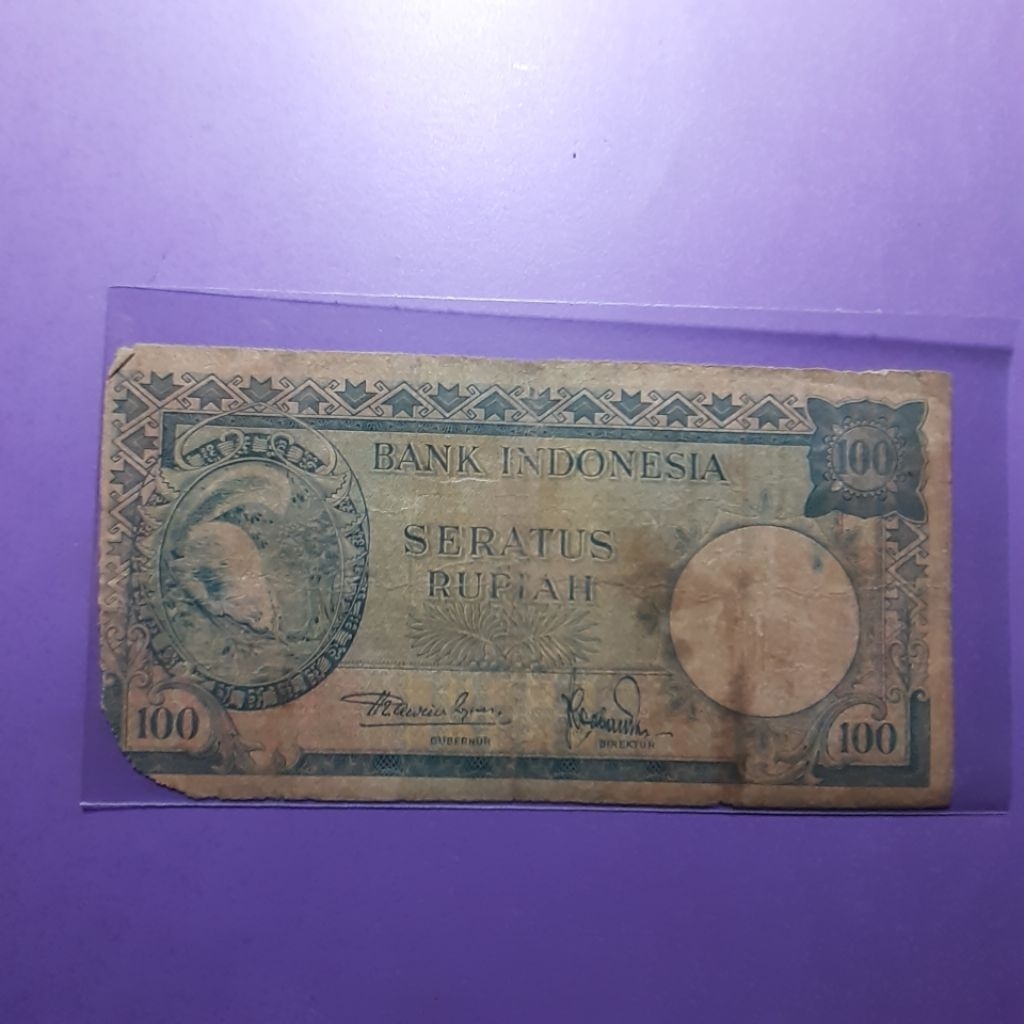 BANK INDONESIA
100
SERATUS
RUPIAH
100
GUBERNUR
DIREKTUR
100